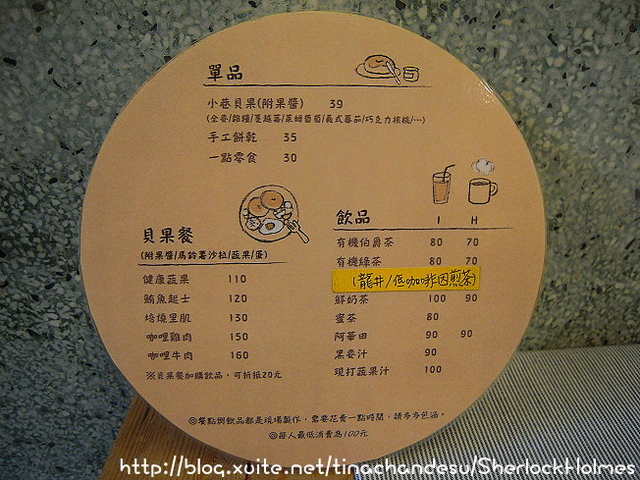 單品
小巷貝果(附果醬) 39
(全麥/雜糧/蔓越莓/萊姆葡萄/義式蕃茄/巧克力核桃/…)
手工餅乾 35
一點零食 30
貝果餐
(附果醬/馬鈴薯沙拉/蔬果/蛋)
健康蔬果 110
鮪魚起士 120
培燒里肌 130
咖哩雞肉 150
咖哩牛肉 160
※貝果餐加購飲品,可折抵20元
飲品 I H
有機伯爵茶 80 70
有機綠茶 80 70
(龍井/低咖啡因煎茶)
鮮奶茶 100 90
蜜茶 80
阿華田 90 90
黑麥汁 90
現打蔬果汁 100
◎餐點與飲品都是現場製作,需要花看一點時間,請多多包涵。
◎每人最低消費為100元
http://blog.xuite.net/tinachandesu/SherlockHolmes